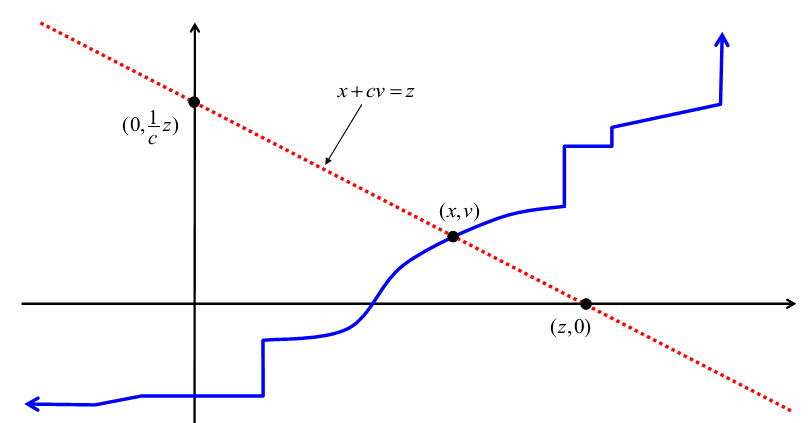 x + cv = z
(0, 1/c z)
(x, v)
(z, 0)